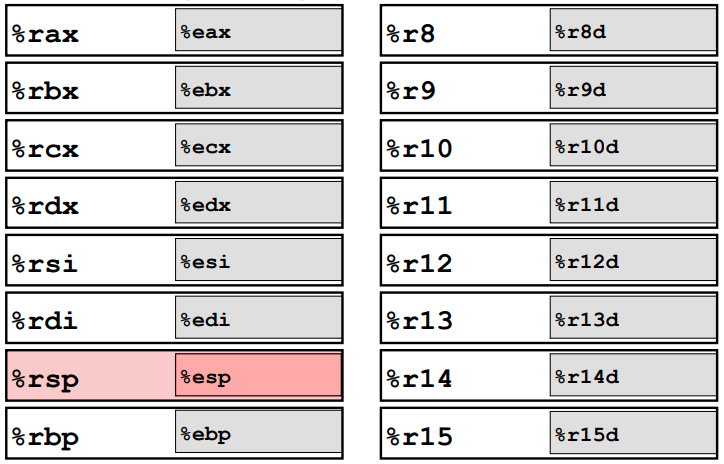 %rax %eax %r8 %r8d
%rbx %ebx %r9 %r9d
%rcx %ecx %r10 %r10d
%rdx %edx %r11 %r11d
%rsi %esi %r12 %r12d
%rdi %edi %r13 %r13d
%rsp %esp %r14 %r14d
%rbp %ebp %r15 %r15d